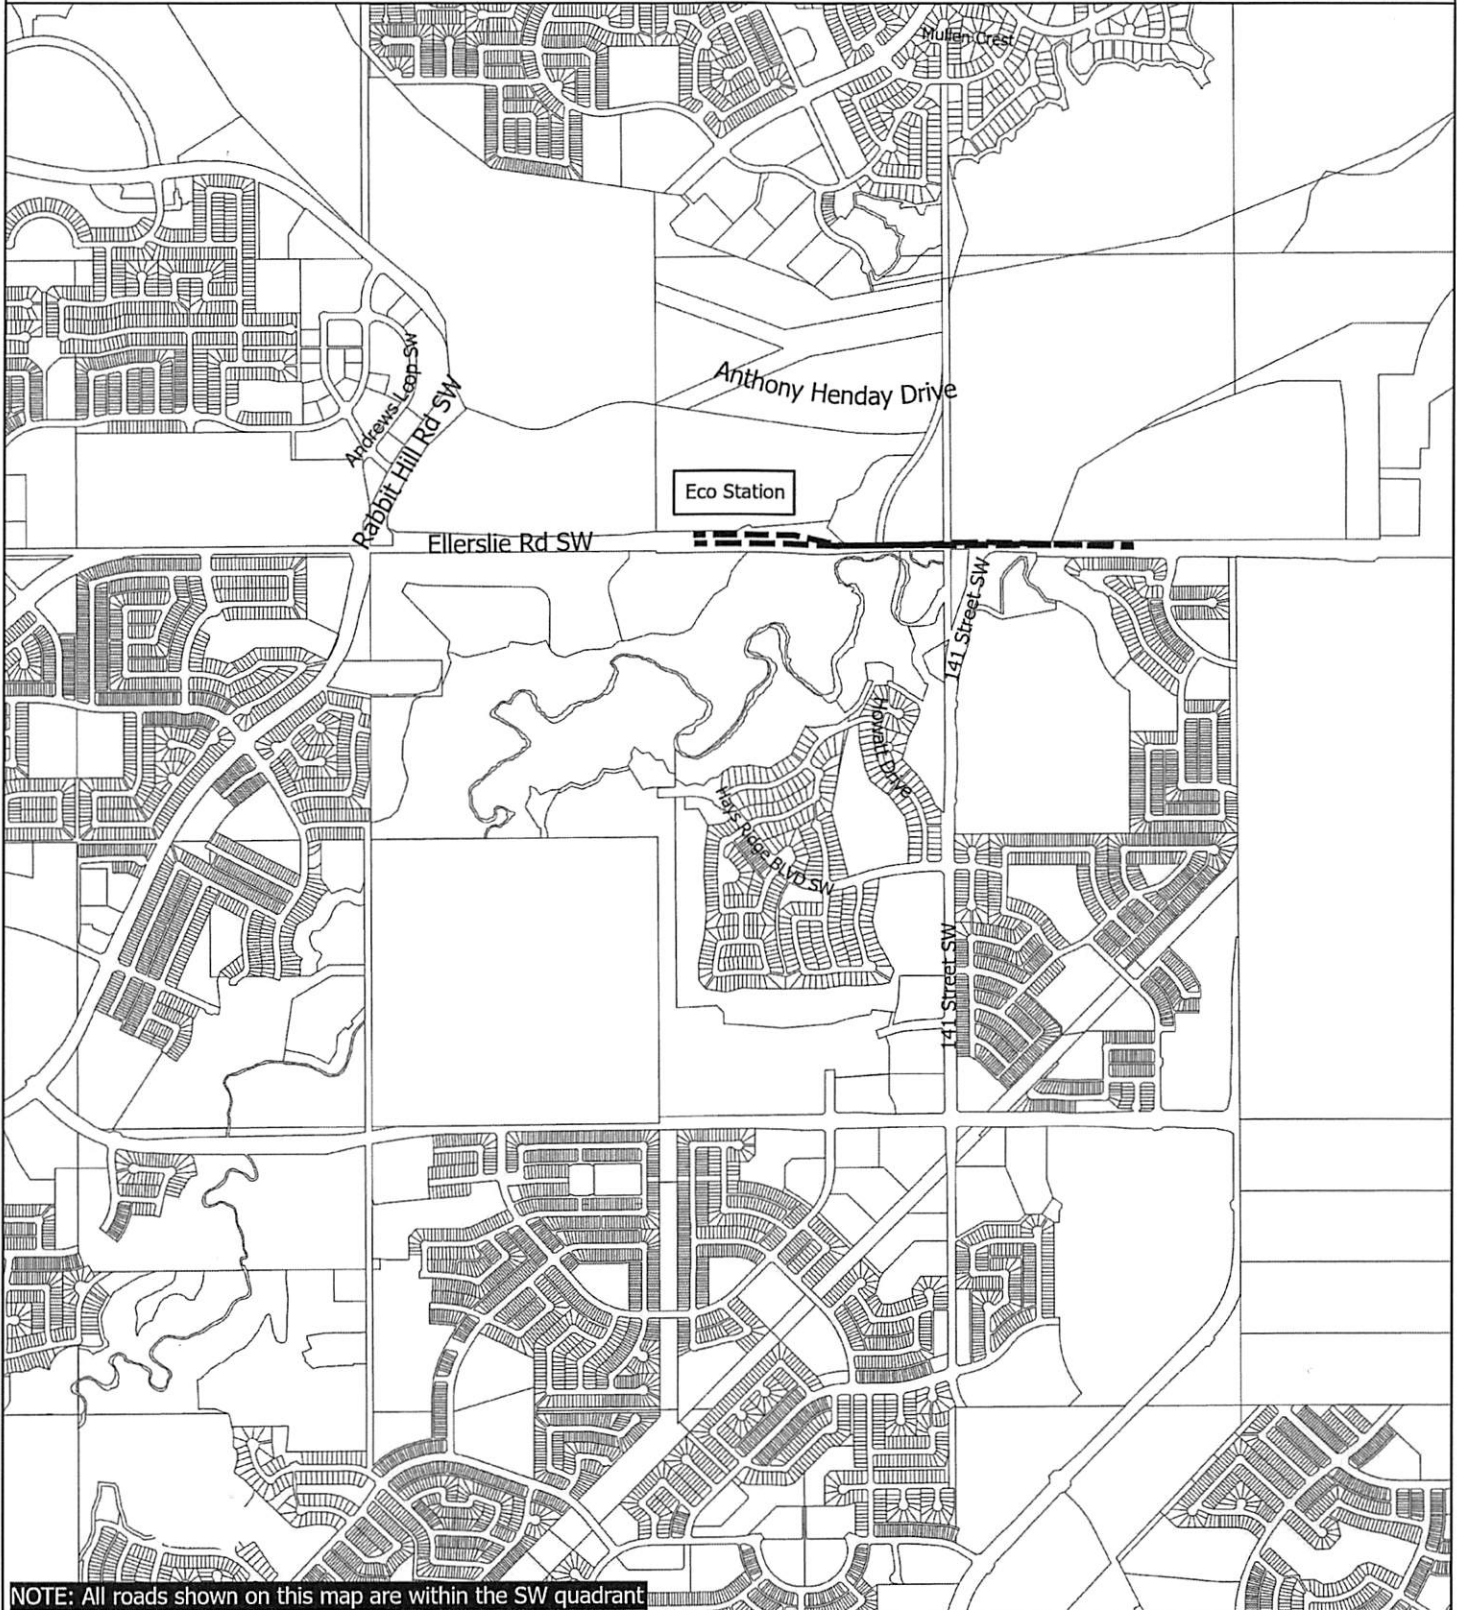 Mullen Crest
Anthony Henday Drive
Andrews Loop SW
Rabbit Hill Rd SW
Eco Station
Ellerslie Rd SW
141 Street SW
Howatt Drive
Hays Ridge BLVD SW
141 Street SW
NOTE: All roads shown on this map are within the SW quadrant